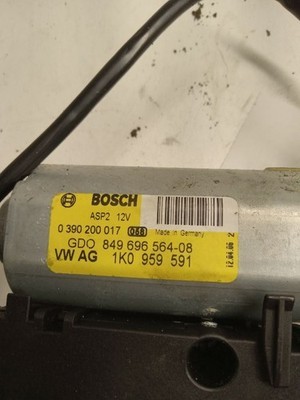 BOSCH
ASP2 12V
0 390 200 017 053 Made in Germany
GDO 849 696 564-08
VW AG 1K0 959 591